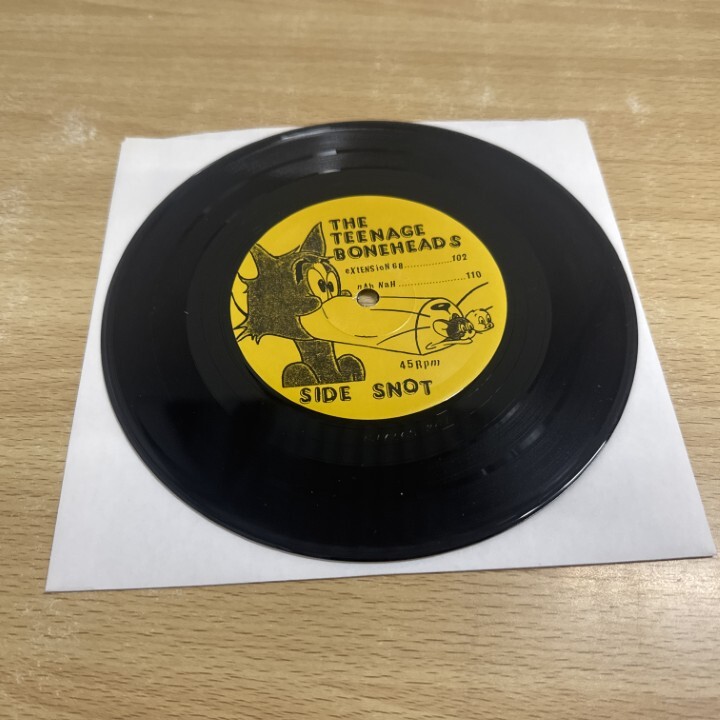 THE
TEENAGE
BONEHEADS
eXTENSioN 68..................102
nAh NaH ......................110
45Rpm
SIDE SNOT